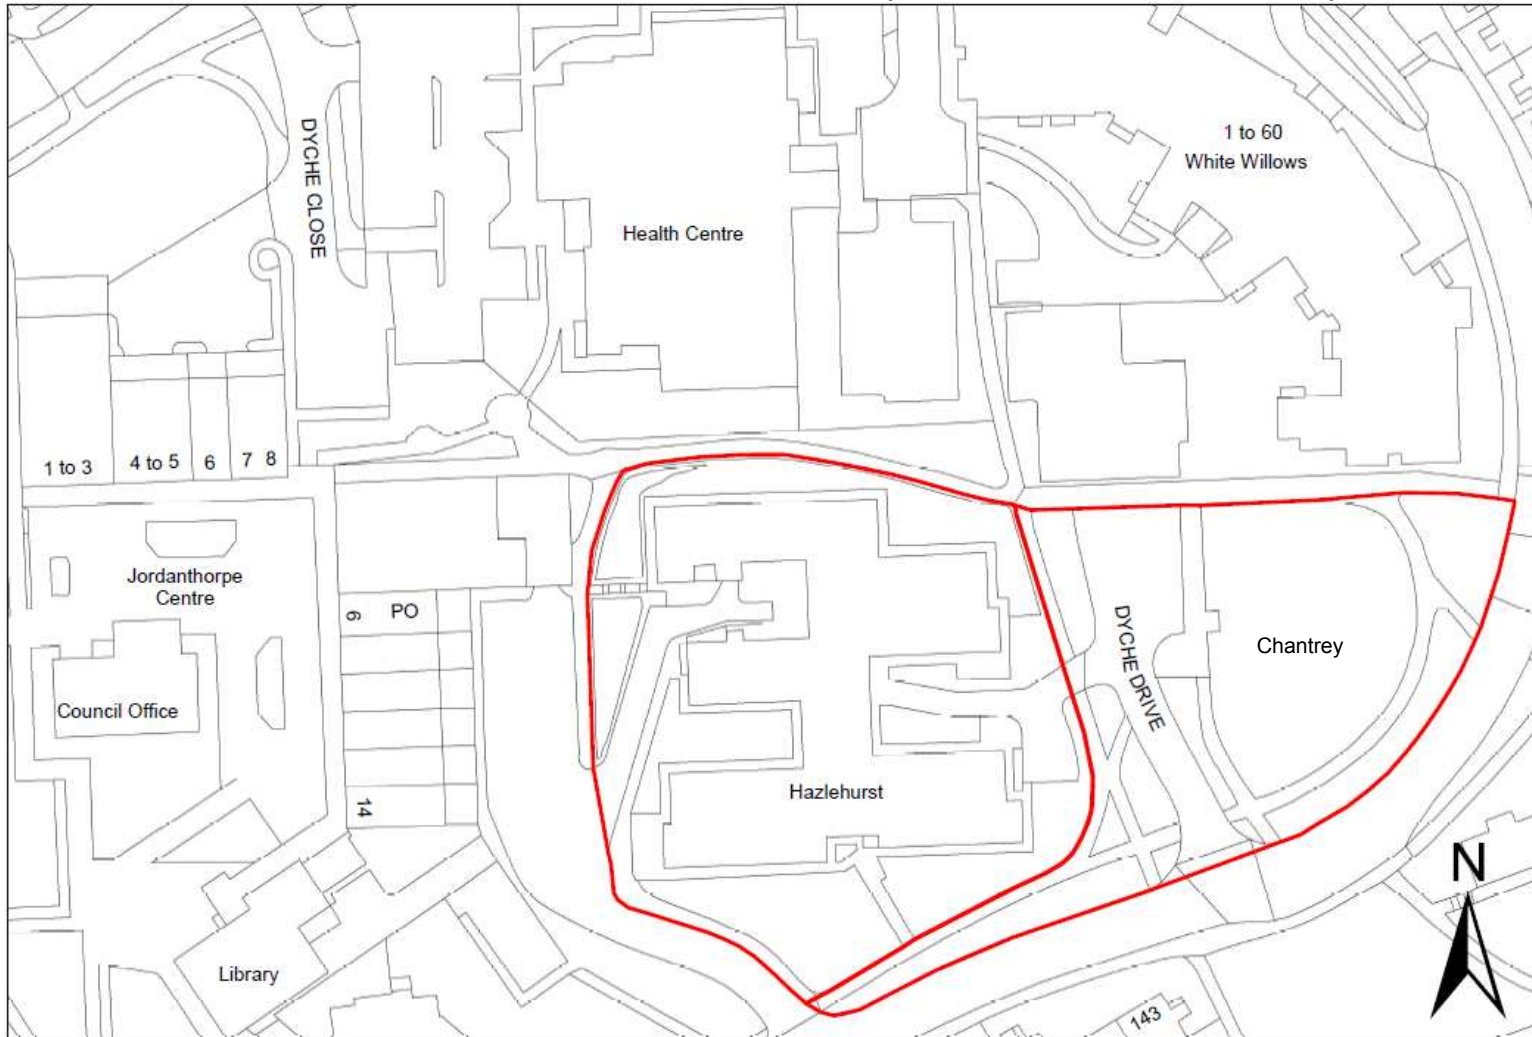 1 to 60
White Willows
DYCHE CLOSE
Health Centre
1 to 3
4 to 5
6
7
8
Jordanthorpe
Centre
6
PO
Council Office
14
Hazlehurst
DYCHE DRIVE
Chantrey
Library
N
143